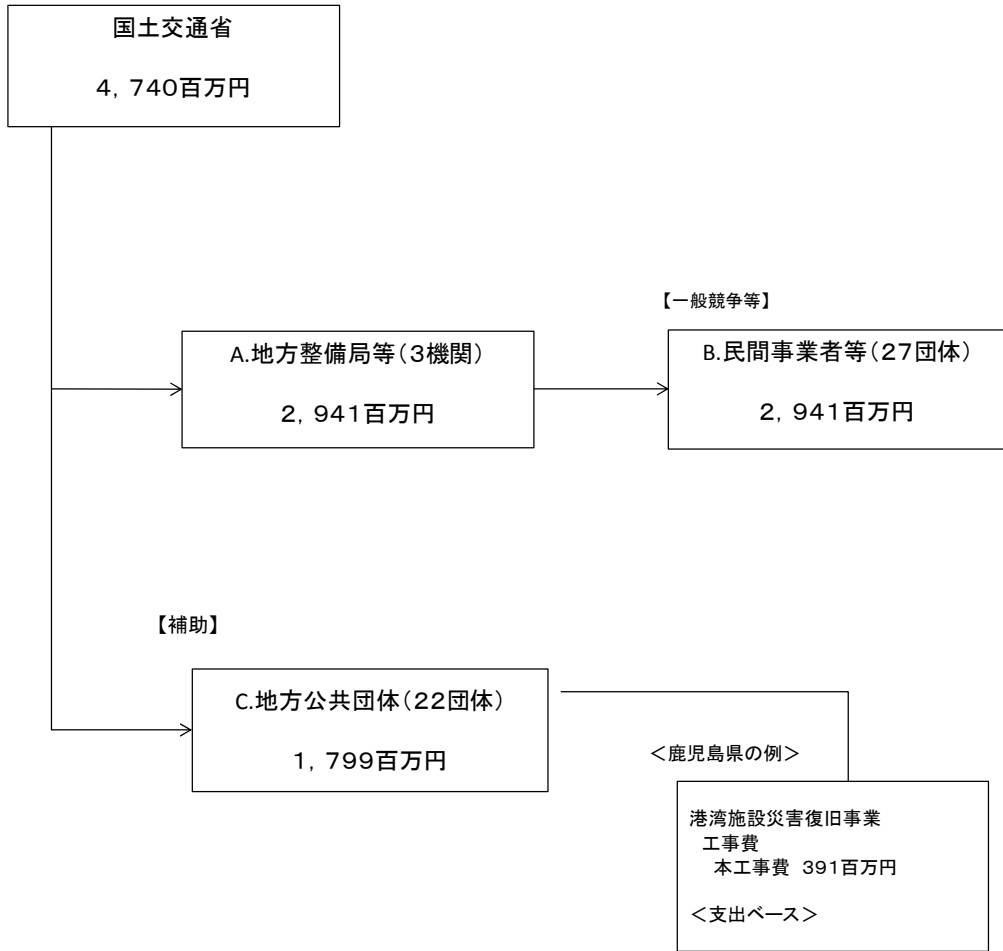 国土交通省
4，740百万円
【一般競争等】
A.地方整備局等（3機関）
2，941百万円
B.民間事業者等（27団体）
2，941百万円
【補助】
C.地方公共団体（22団体）
1，799百万円
＜鹿児島県の例＞
港湾施設災害復旧事業
工事費
本工事費 391百万円
＜支出ベース＞